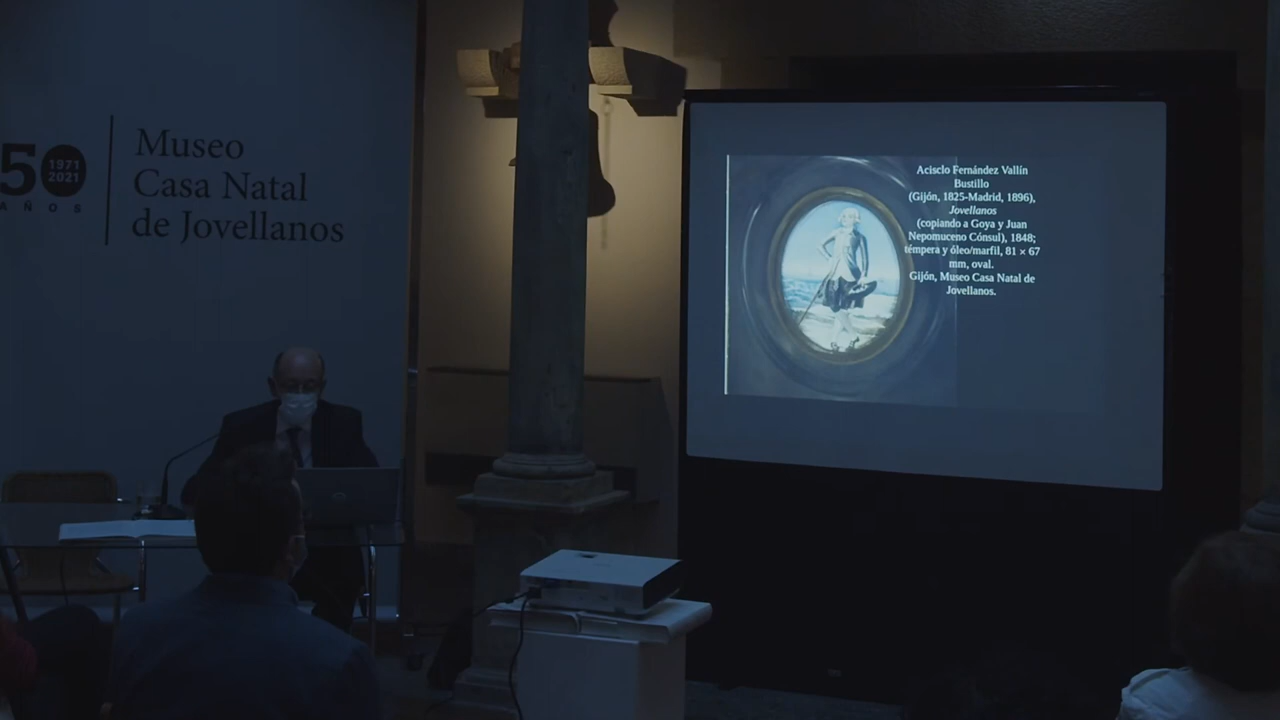 50
1971
2021
AÑOS
Museo
Casa Natal
de Jovellanos
Acisclo Fernández Vallín
Bustillo
(Gijón, 1825-Madrid, 1896),
Jovellanos
(copiando a Goya y Juan
Nepomuceno Cónsul), 1848;
témpera y óleo/marfil, 81 × 67
mm, oval.
Gijón, Museo Casa Natal de
Jovellanos.